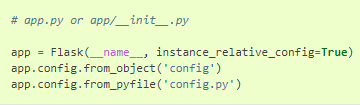 # app.py or app/__init__.py
app = Flask(__name__, instance_relative_config=True)
app.config.from_object('config')
app.config.from_pyfile('config.py')